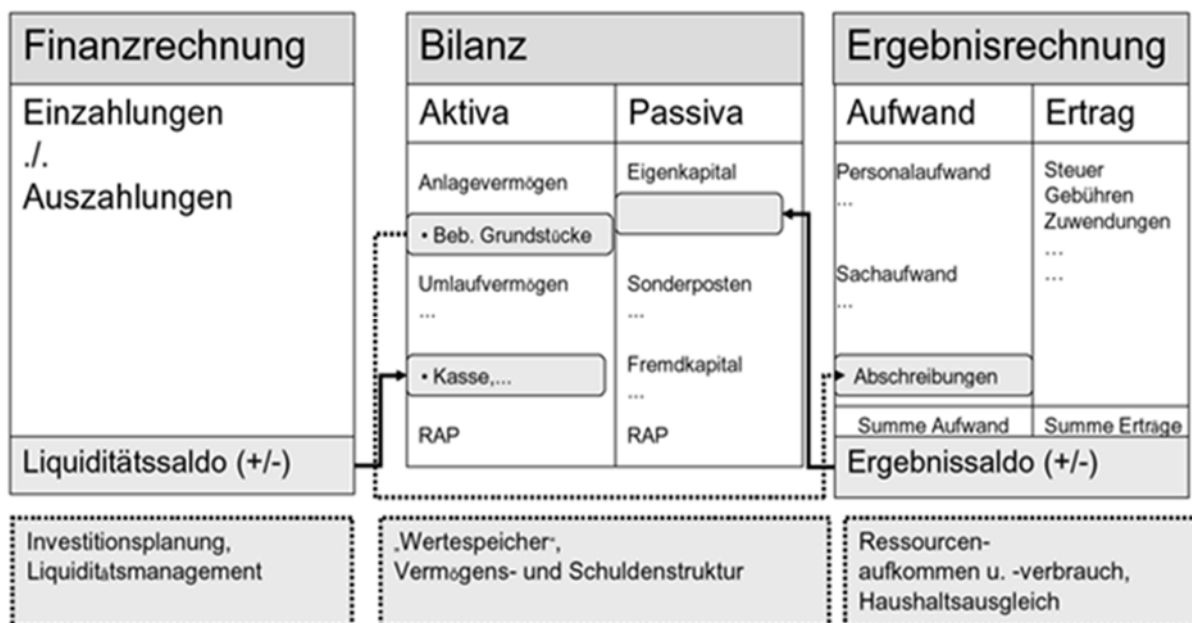 Finanzrechnung
Einzahlungen
./.
Auszahlungen
Liquiditätssaldo (+/-)
Investitionsplanung,
Liquiditätsmanagement
Bilanz
Aktiva
Anlagevermögen
• Beb. Grundstücke
Umlaufvermögen
...
• Kasse,...
RAP
Passiva
Eigenkapital
Sonderposten
...
Fremdkapital
...
RAP
„Wertespeicher“,
Vermögens- und Schuldenstruktur
Ergebnisrechnung
Aufwand
Personalaufwand
...
Sachaufwand
...
Abschreibungen
Summe Aufwand
Ertrag
Steuer
Gebühren
Zuwendungen
...
...
Summe Erträge
Ergebnissaldo (+/-)
Ressourcen-
aufkommen u. -verbrauch,
Haushaltsausgleich